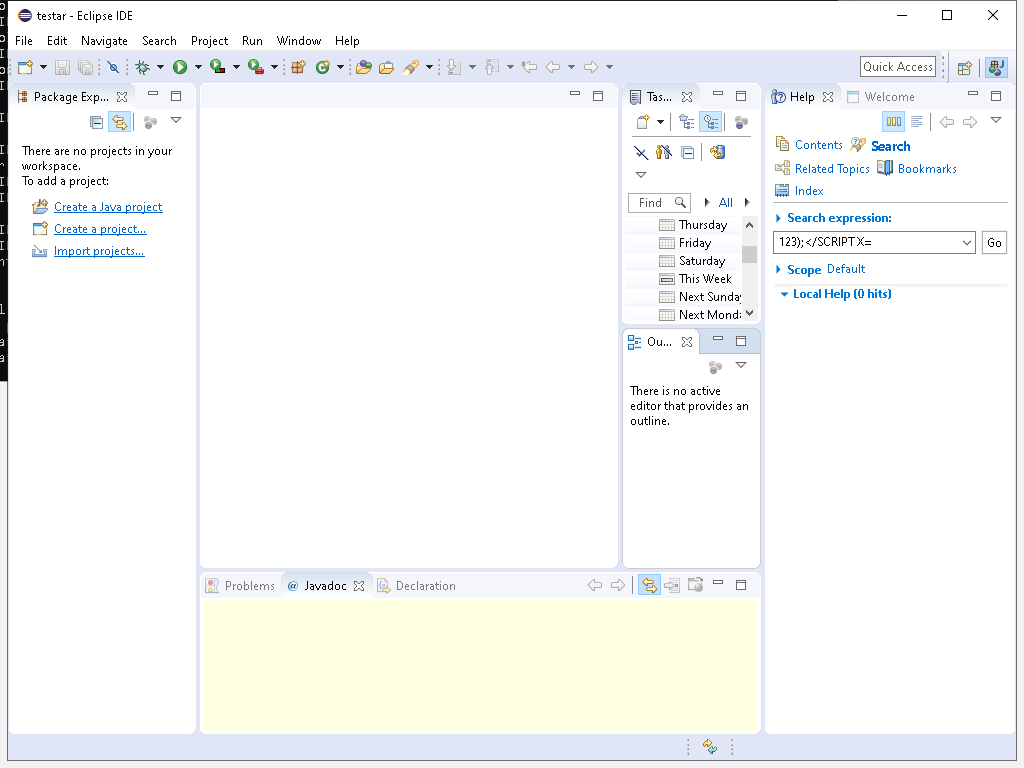 testar - Eclipse IDE
File Edit Navigate Search Project Run Window Help
Quick Access
Package Exp...
There are no projects in your
workspace.
To add a project:
Create a Java project
Create a project...
Import projects...
Tas...
Find All
Thursday
Friday
Saturday
This Week
Next Sunday
Next Mond
Ou...
There is no active
editor that provides an
outline.
Help Welcome
Contents Search
Related Topics Bookmarks
Index
Search expression:
123);</SCRIPTX=
Go
Scope Default
Local Help (0 hits)
Problems @ Javadoc Declaration